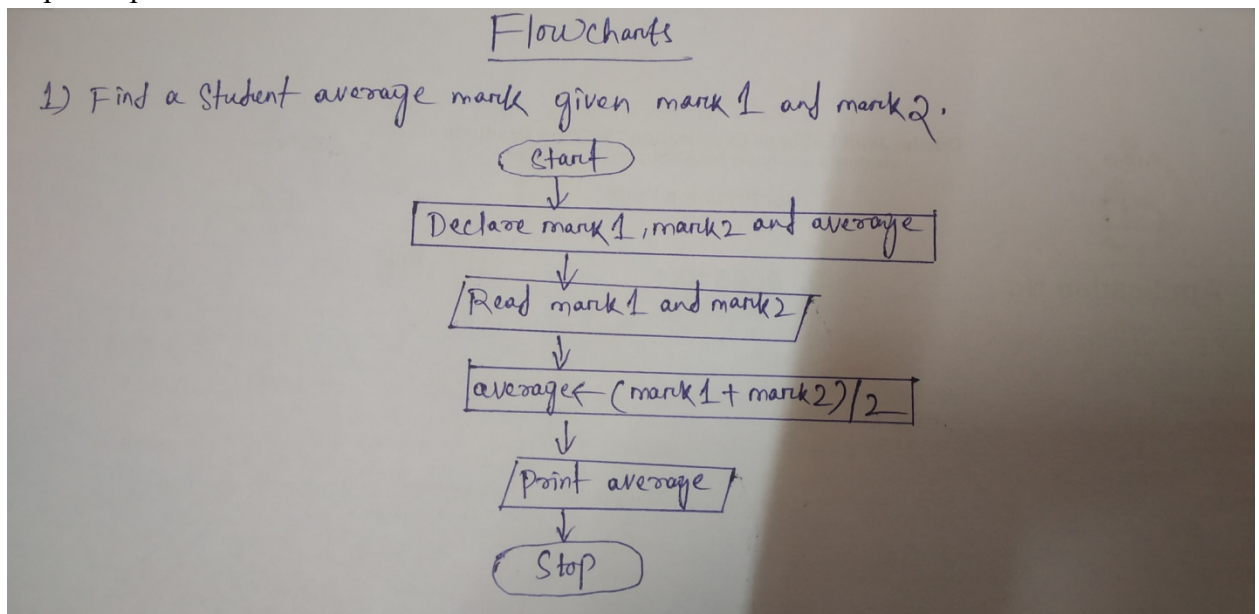 Flowcharts
1) Find a Student average mark given mark 1 and mark 2.
Start
Declare mark 1, mark 2 and average
Read mark 1 and mark 2
average ← (mark 1 + mark 2) / 2
Print average
Stop